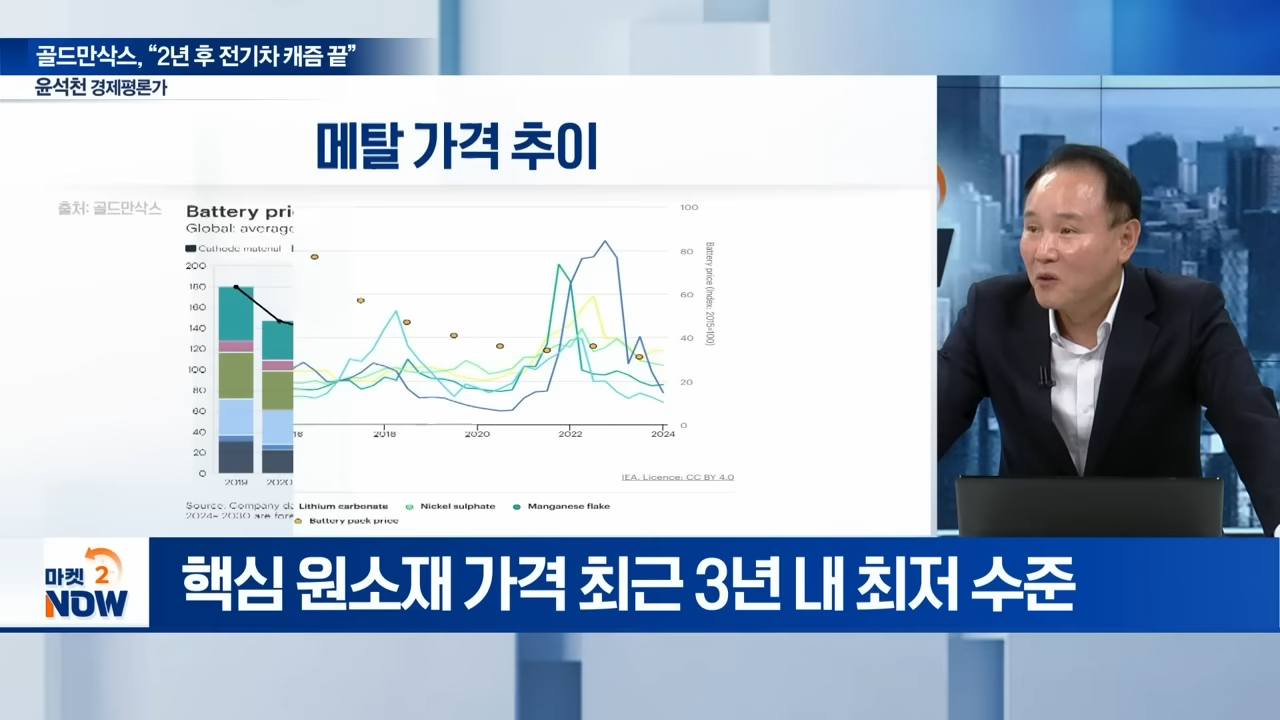 골드만삭스, “2년 후 전기차 캐즘 끝”
윤석천 경제평론가
메탈 가격 추이
출처: 골드만삭스
Battery pri
Global: average
Cathode material
200
180
160
140
120
100
80
60
40
20
0
2019 2020
Source: Company da
2024- 2030 are fore
100
80
60
40
20
0
Battery price (Index: 2015=100)
16 2018 2020 2022 2024
IEA. Licence: CC BY 4.0
Lithium carbonate Nickel sulphate Manganese flake
Battery pack price
마켓 2
NOW
핵심 원소재 가격 최근 3년 내 최저 수준